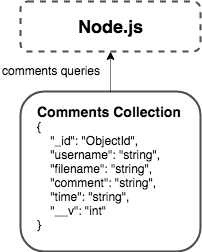 Node.js
comments queries
Comments Collection
{
"_id": "ObjectId",
"username": "string",
"filename": "string",
"comment": "string",
"time": "string",
"__v": "int"
}